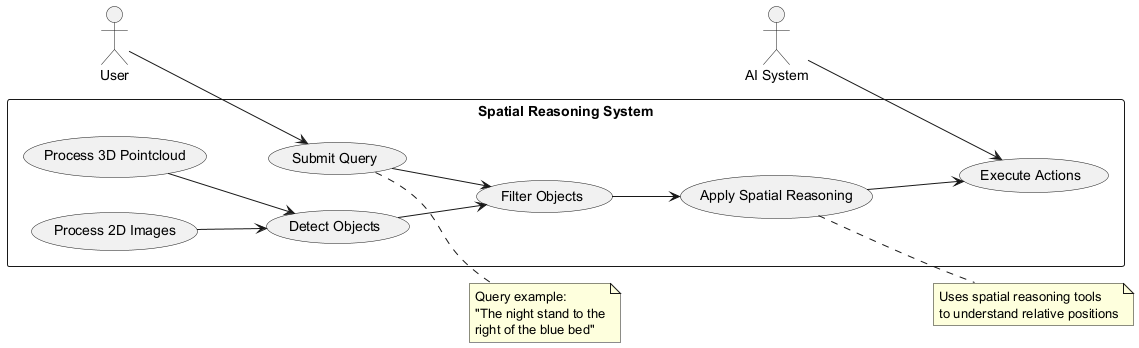 User
AI System
Spatial Reasoning System
Process 3D Pointcloud
Submit Query
Execute Actions
Filter Objects
Apply Spatial Reasoning
Process 2D Images
Detect Objects
Query example:
"The night stand to the
right of the blue bed"
Uses spatial reasoning tools
to understand relative positions